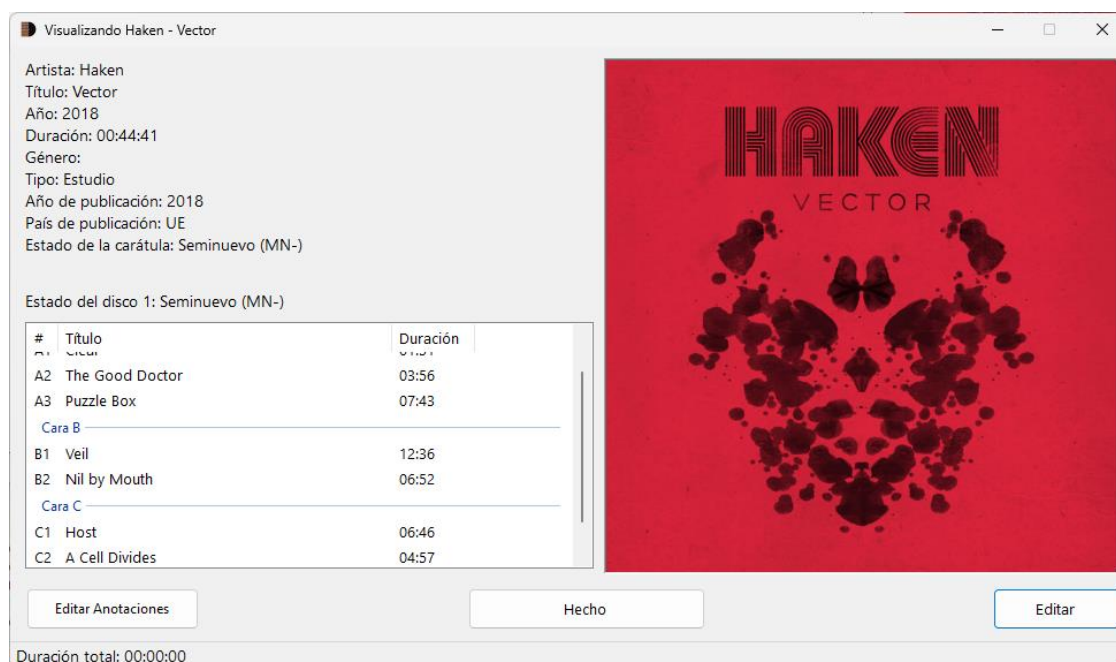 Visualizando Haken - Vector
Artista: Haken
Título: Vector
Año: 2018
Duración: 00:44:41
Género:
Tipo: Estudio
Año de publicación: 2018
País de publicación: UE
Estado de la carátula: Seminuevo (MN-)
Estado del disco 1: Seminuevo (MN-)
# Título Duración
A1 Clear 01:51
A2 The Good Doctor 03:56
A3 Puzzle Box 07:43
Cara B
B1 Veil 12:36
B2 Nil by Mouth 06:52
Cara C
C1 Host 06:46
C2 A Cell Divides 04:57
HAKEN
VECTOR
Editar Anotaciones Hecho Editar
Duración total: 00:00:00